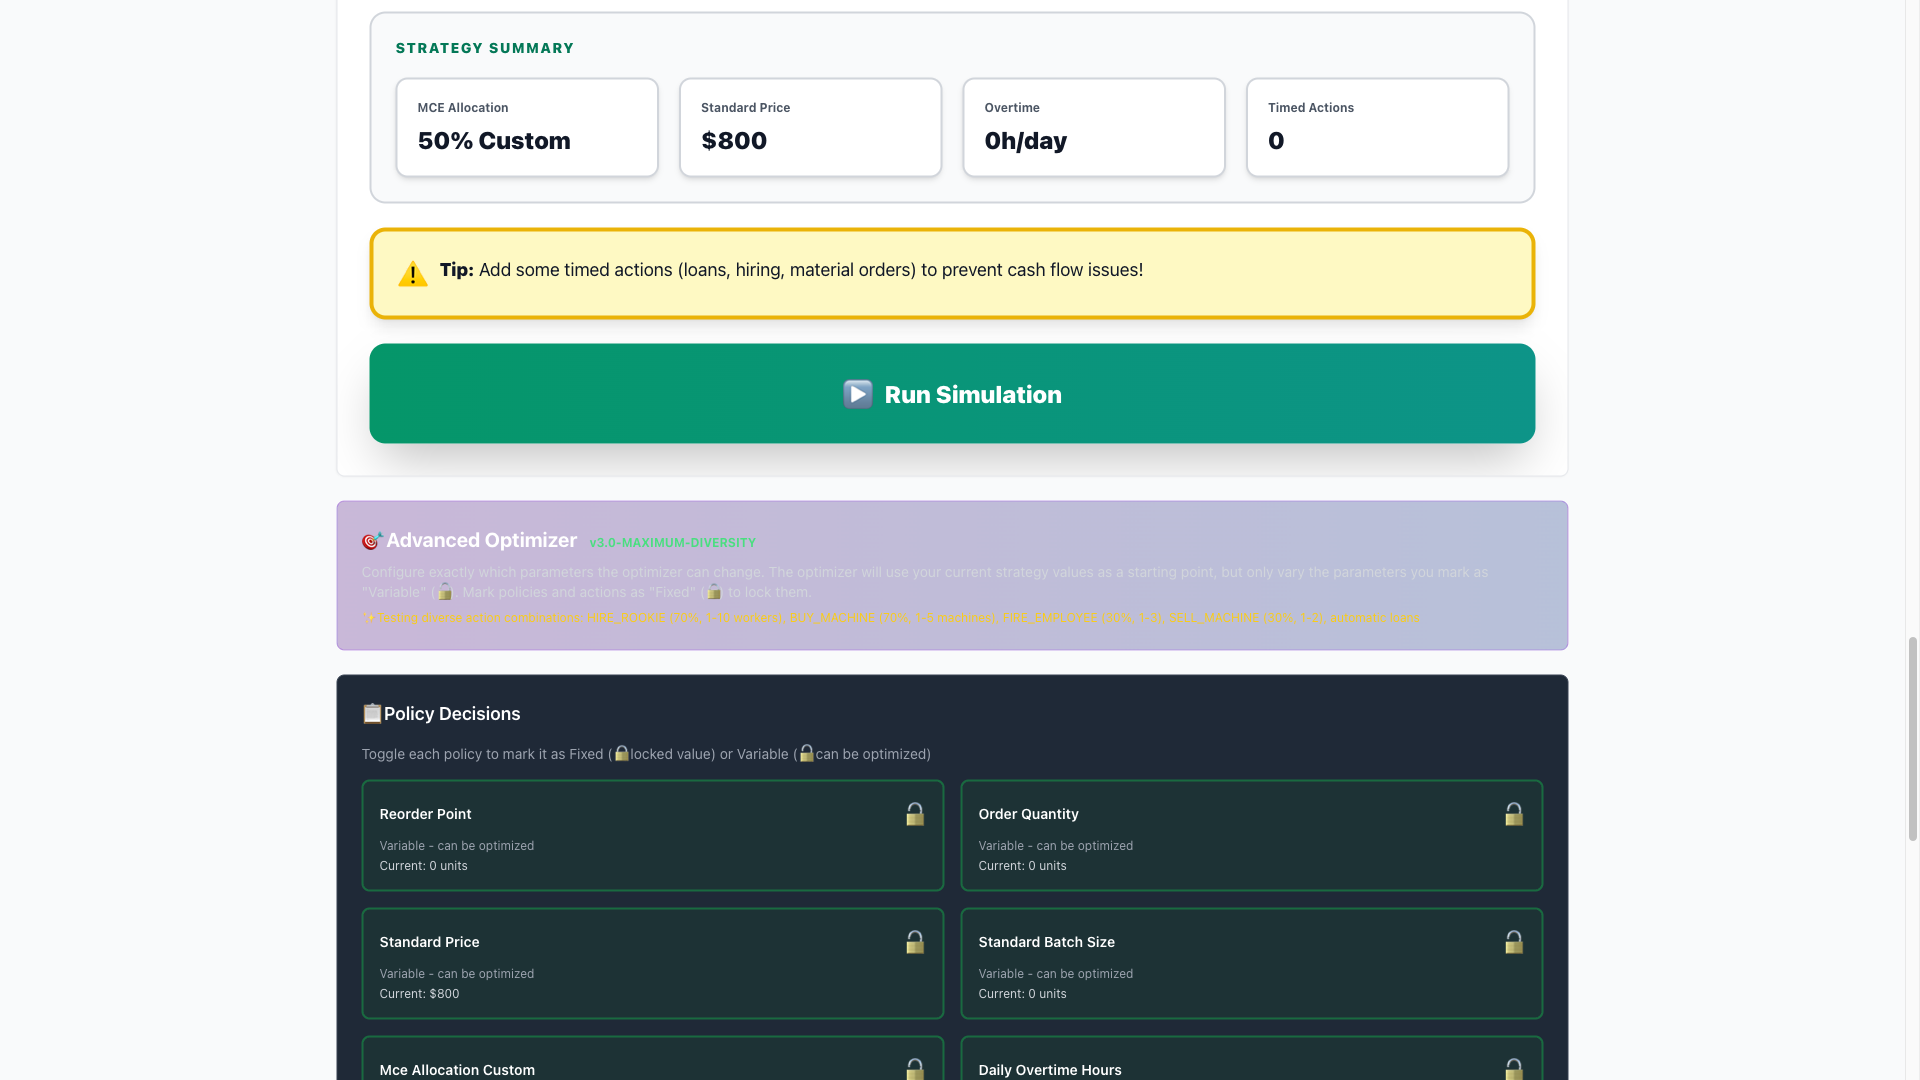 STRATEGY SUMMARY
MCE Allocation
50% Custom
Standard Price
$800
Overtime
0h/day
Timed Actions
0
Tip: Add some timed actions (loans, hiring, material orders) to prevent cash flow issues!
Run Simulation
Advanced Optimizer v3.0-MAXIMUM-DIVERSITY
Configure exactly which parameters the optimizer can change. The optimizer will use your current strategy values as a starting point, but only vary the parameters you mark as
"Variable" (🔓). Mark policies and actions as "Fixed" (🔒) to lock them.
Policy Decisions
Toggle each policy to mark it as Fixed (🔒locked value) or Variable (🔓can be optimized)
Reorder Point
Variable - can be optimized
Current: 0 units
Order Quantity
Variable - can be optimized
Current: 0 units
Standard Price
Variable - can be optimized
Current: $800
Standard Batch Size
Variable - can be optimized
Current: 0 units
Mce Allocation Custom
Daily Overtime Hours